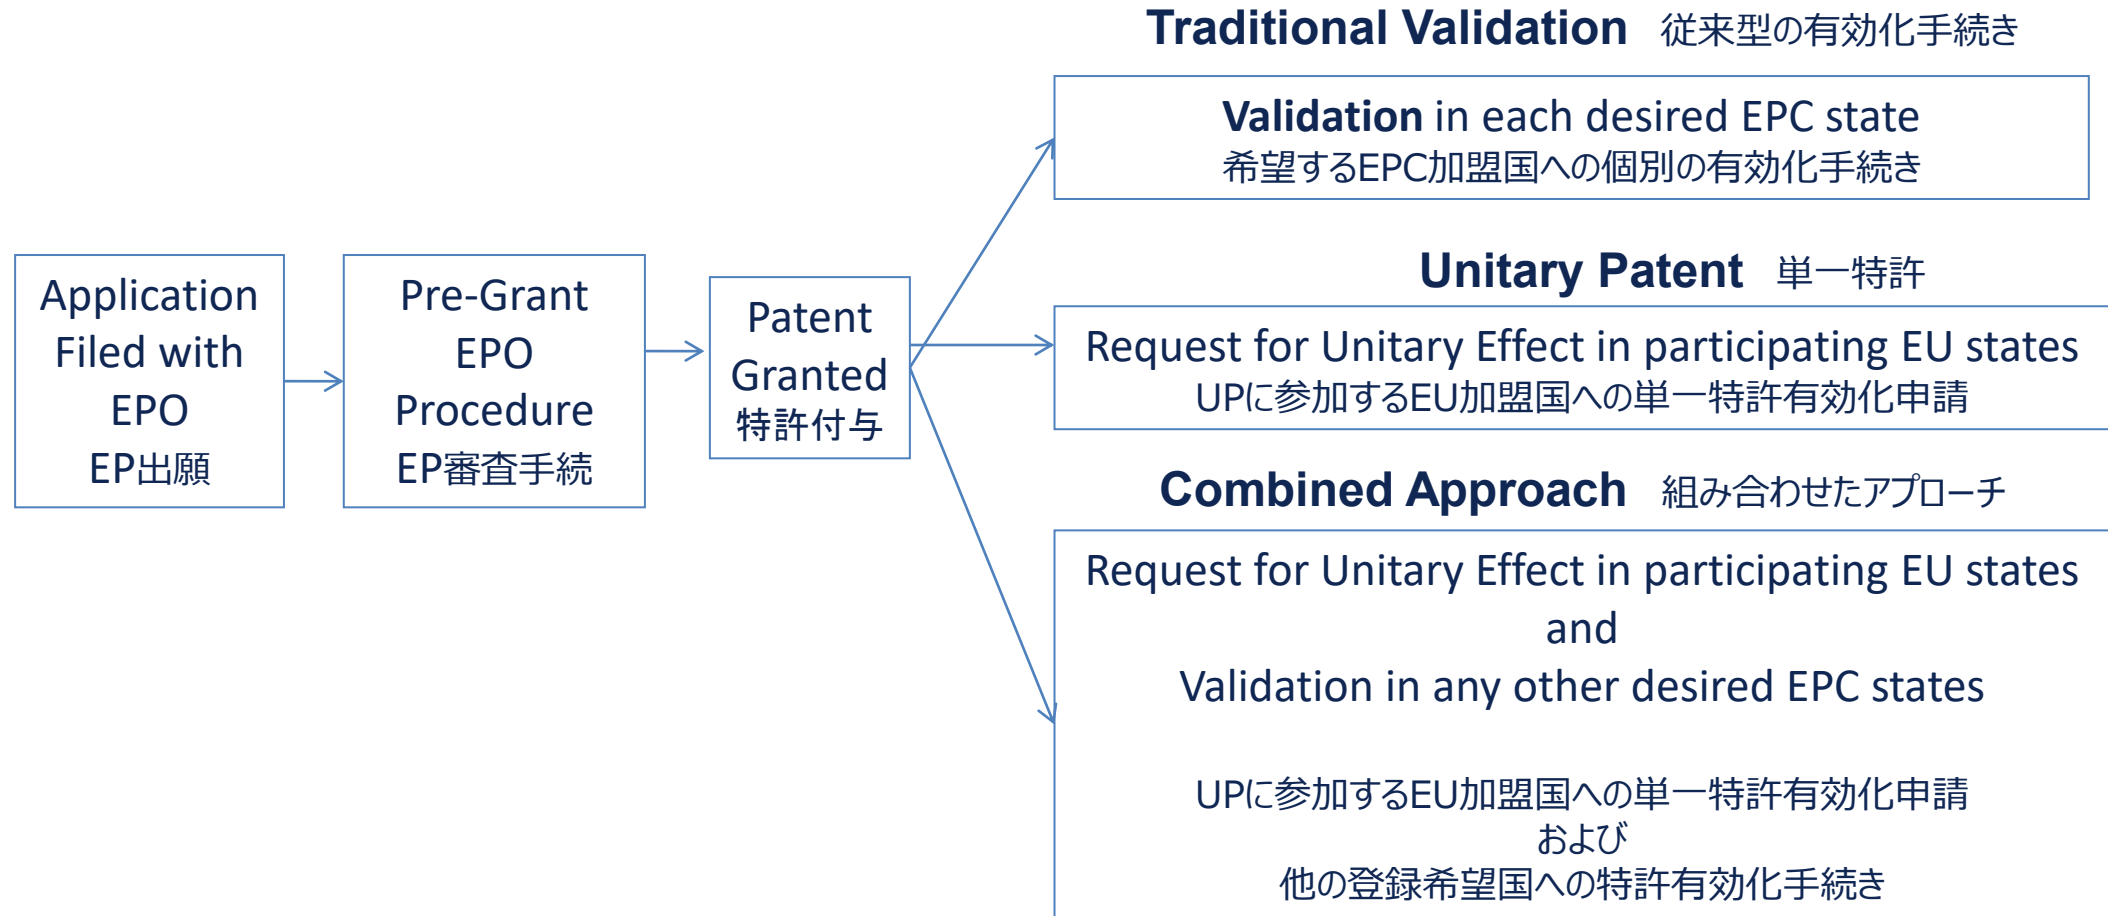 Traditional Validation 従来型の有効化手続き
Validation in each desired EPC state
希望するEPC加盟国への個別の有効化手続き
Application
Filed with
EPO
EP出願
Pre-Grant
EPO
Procedure
EP審査手続
Patent
Granted
特許付与
Unitary Patent 単一特許
Request for Unitary Effect in participating EU states
UPに参加するEU加盟国への単一特許有効化申請
Combined Approach 組み合わせたアプローチ
Request for Unitary Effect in participating EU states
and
Validation in any other desired EPC states
UPに参加するEU加盟国への単一特許有効化申請
および
他の登録希望国への特許有効化手続き